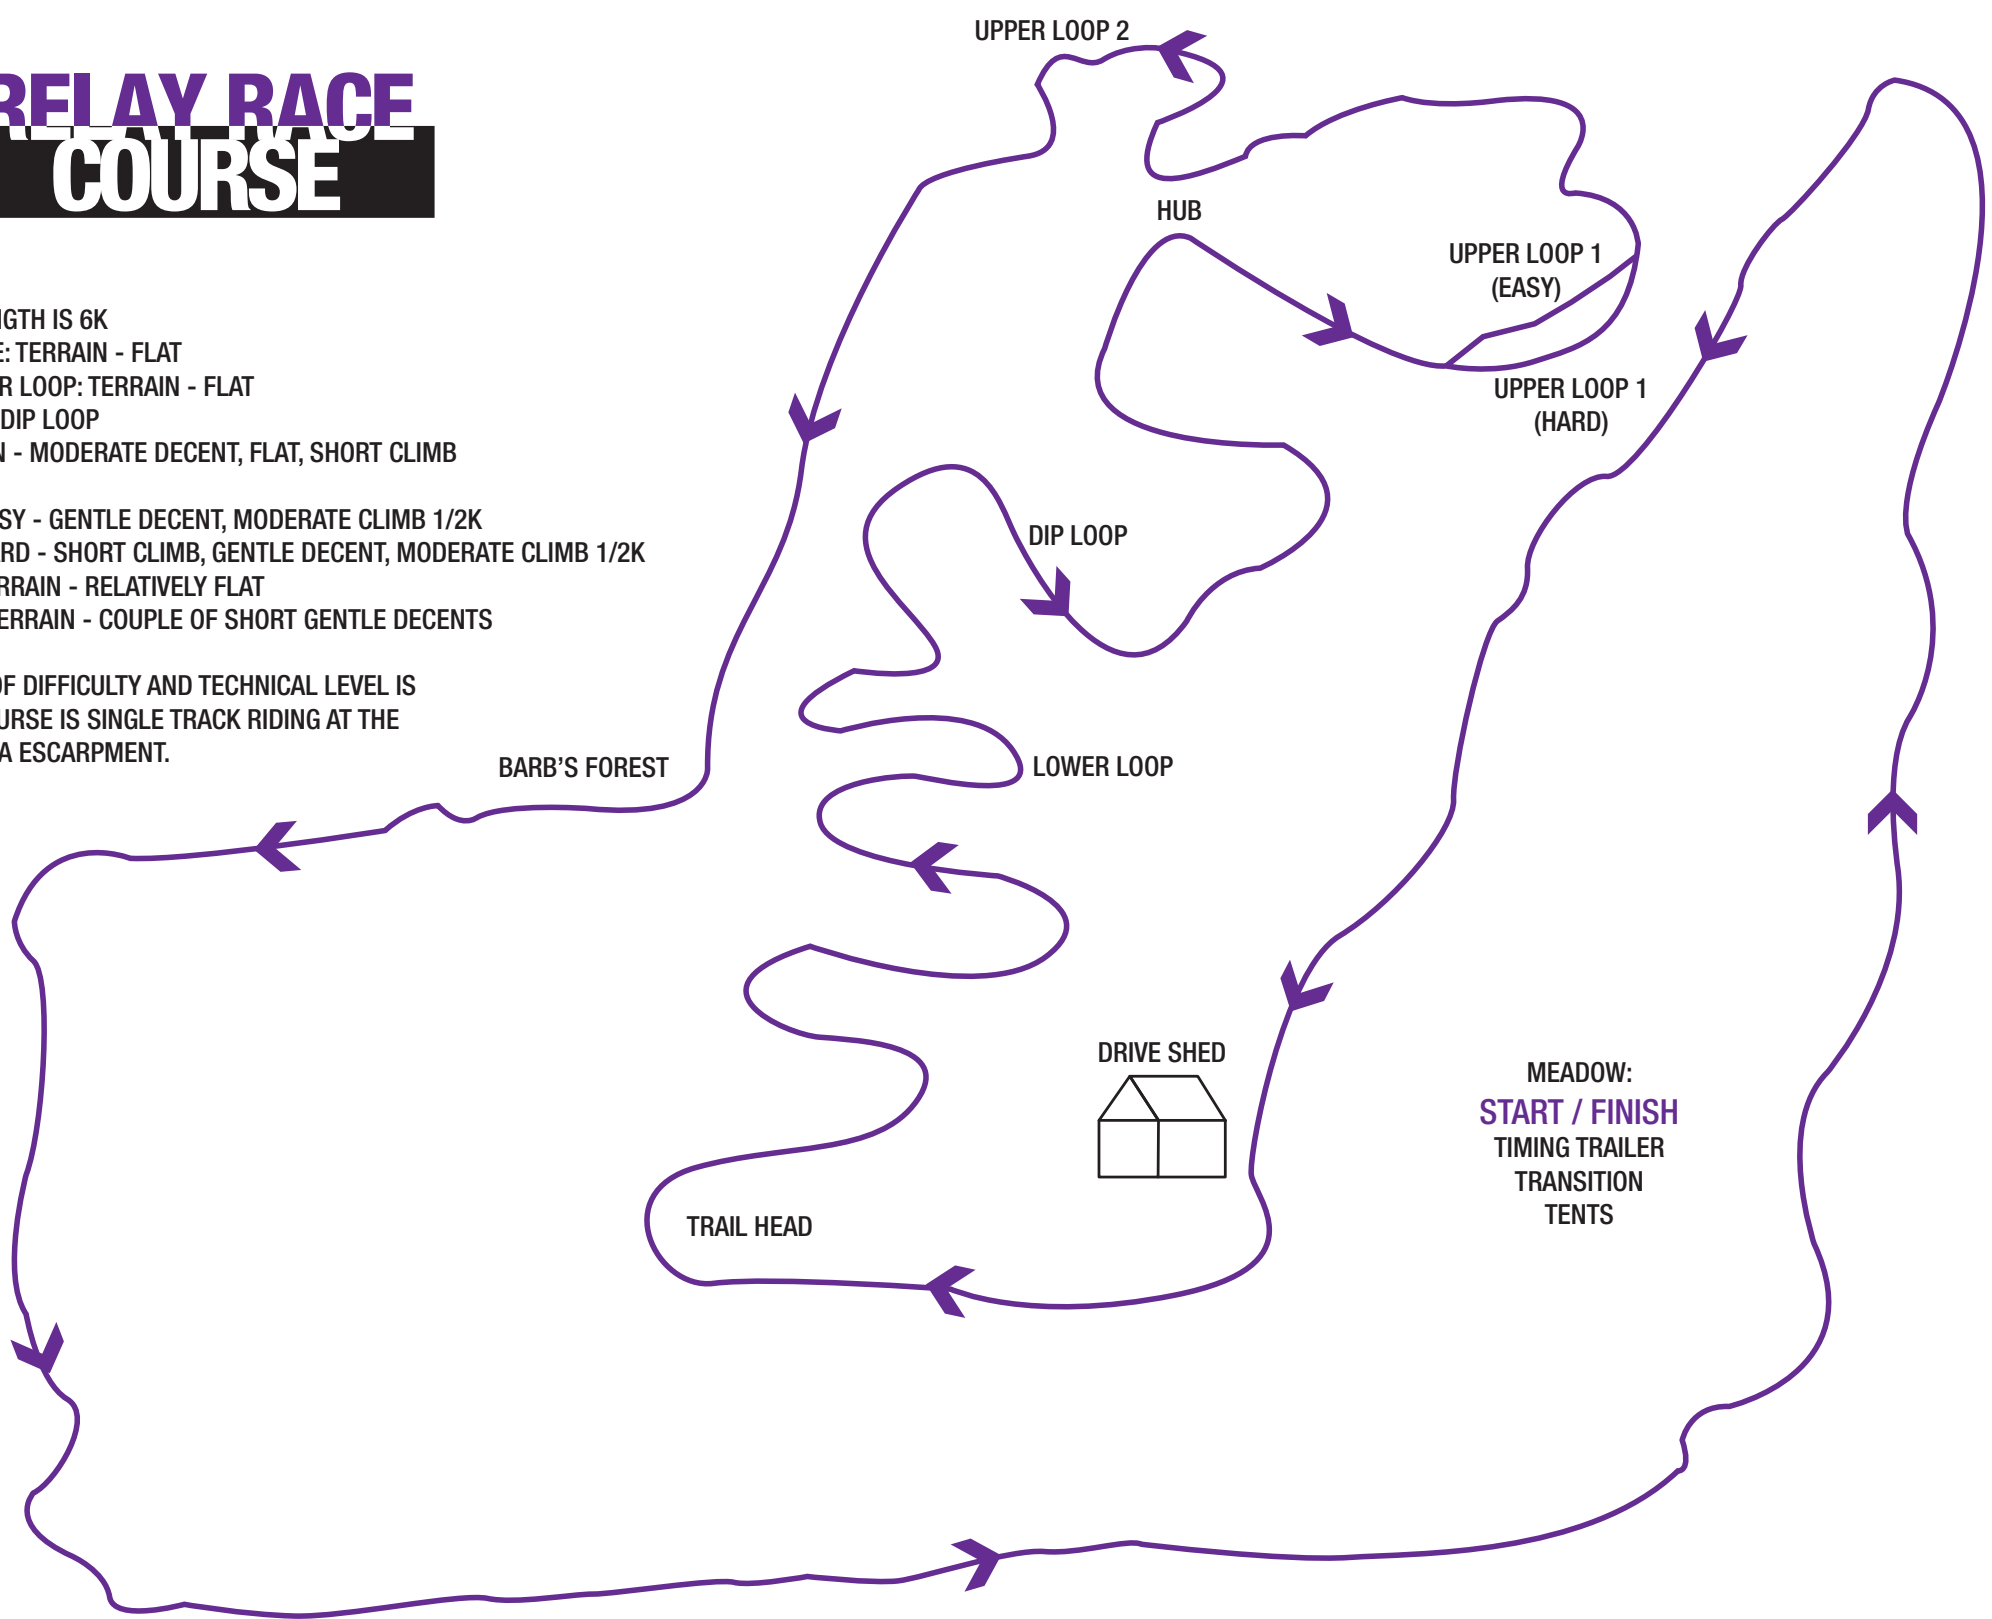 RELAY RACE
COURSE
GTH IS 6K
E: TERRAIN - FLAT
R LOOP: TERRAIN - FLAT
DIP LOOP
N - MODERATE DECENT, FLAT, SHORT CLIMB
SY - GENTLE DECENT, MODERATE CLIMB 1/2K
ARD - SHORT CLIMB, GENTLE DECENT, MODERATE CLIMB 1/2K
RRAIN - RELATIVELY FLAT
ERRAIN - COUPLE OF SHORT GENTLE DECENTS
OF DIFFICULTY AND TECHNICAL LEVEL IS
URSE IS SINGLE TRACK RIDING AT THE
A ESCARPMENT.
UPPER LOOP 2
HUB
UPPER LOOP 1
(EASY)
UPPER LOOP 1
(HARD)
DIP LOOP
BARB'S FOREST
LOWER LOOP
DRIVE SHED
MEADOW:
START / FINISH
TIMING TRAILER
TRANSITION
TENTS
TRAIL HEAD